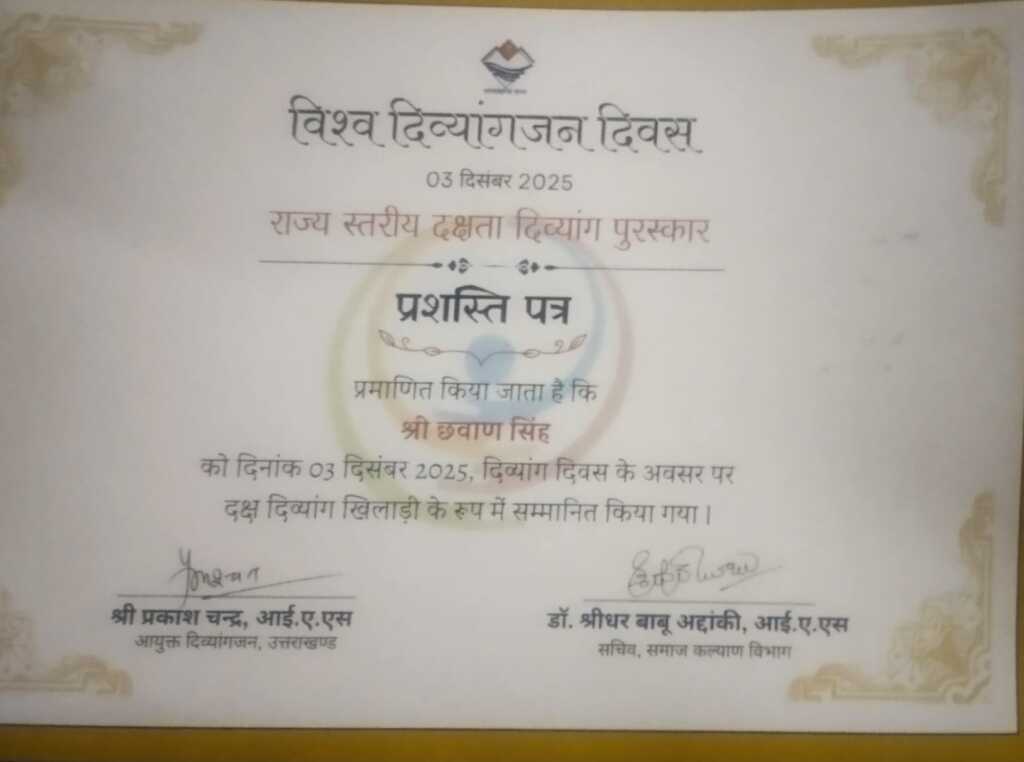 विश्व दिव्यांगजन दिवस
03 दिसंबर 2025
राज्य स्तरीय दक्षता दिव्यांग पुरस्कार
प्रशस्ति पत्र
प्रमाणित किया जाता है कि
श्री छवाण सिंह
को दिनांक 03 दिसंबर 2025, दिव्यांग दिवस के अवसर पर
दक्ष दिव्यांग खिलाड़ी के रूप में सम्मानित किया गया।
श्री प्रकाश चन्द्र, आई.ए.एस
आयुक्त दिव्यांगजन, उत्तराखण्ड
डॉ. श्रीधर बाबू अद्दांकी, आई.ए.एस
सचिव, समाज कल्याण विभाग